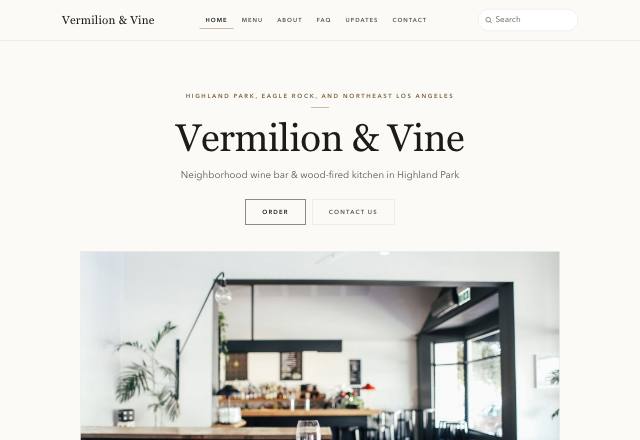 Vermilion & Vine
HOME MENU ABOUT FAQ UPDATES CONTACT
Search
HIGHLAND PARK, EAGLE ROCK, AND NORTHEAST LOS ANGELES
Vermilion & Vine
Neighborhood wine bar & wood-fired kitchen in Highland Park
ORDER
CONTACT US